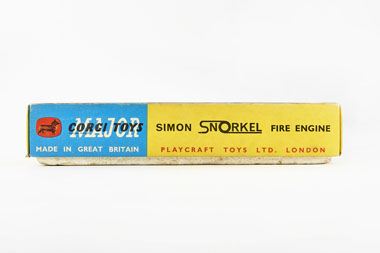 MAJOR
CORGI TOYS
MADE IN GREAT BRITAIN
SIMON SNORKEL FIRE ENGINE
PLAYCRAFT TOYS LTD. LONDON